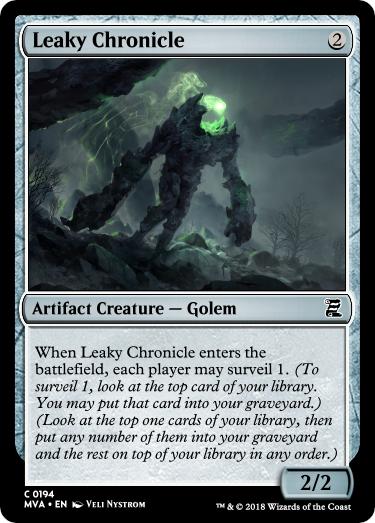 Leaky Chronicle 2
Artifact Creature — Golem
When Leaky Chronicle enters the
battlefield, each player may surveil 1. (To
surveil 1, look at the top card of your library.
You may put that card into your graveyard.)
(Look at the top one cards of your library, then
put any number of them into your graveyard
and the rest on top of your library in any order.)
2/2
C 0194
MVA • EN VELI NYSTROM
™ & © 2018 Wizards of the Coast